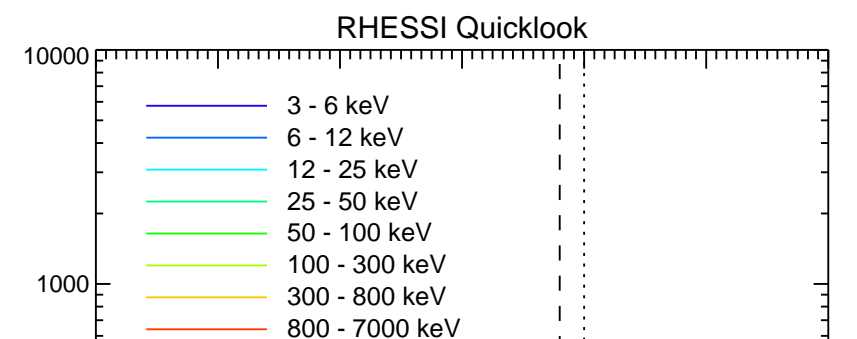 RHESSI Quicklook
10000
3 - 6 keV
6 - 12 keV
12 - 25 keV
25 - 50 keV
50 - 100 keV
100 - 300 keV
1000
300 - 800 keV
800 - 7000 keV